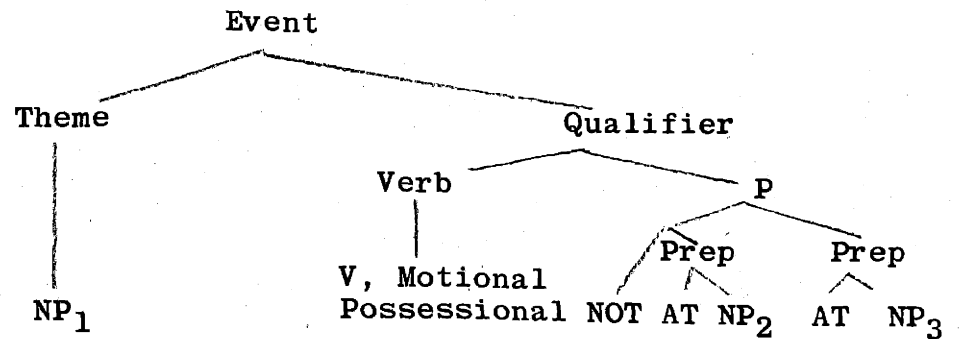 Event
Theme
Qualifier
Verb P
Prep Prep
V, Motional
Possessional NOT AT NP2 AT NP3
NP1